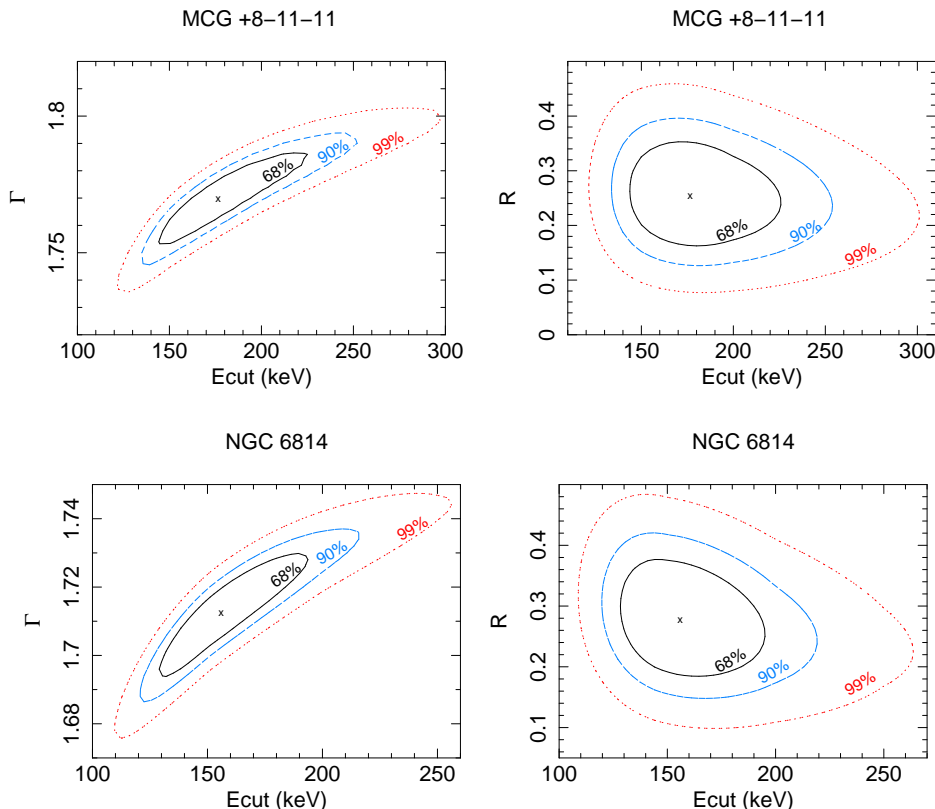 MCG +8−11−11
MCG +8−11−11
1.8
1.75
Γ
68%
90%
99%
100
150
200
250
300
Ecut (keV)
0.4
0.3
0.2
0.1
0
R
x
68%
90%
99%
150
200
250
300
Ecut (keV)
NGC 6814
NGC 6814
1.74
1.72
1.7
1.68
Γ
x
68%
90%
99%
100
150
200
250
Ecut (keV)
0.4
0.3
0.2
0.1
R
x
68%
90%
99%
100
150
200
250
Ecut (keV)